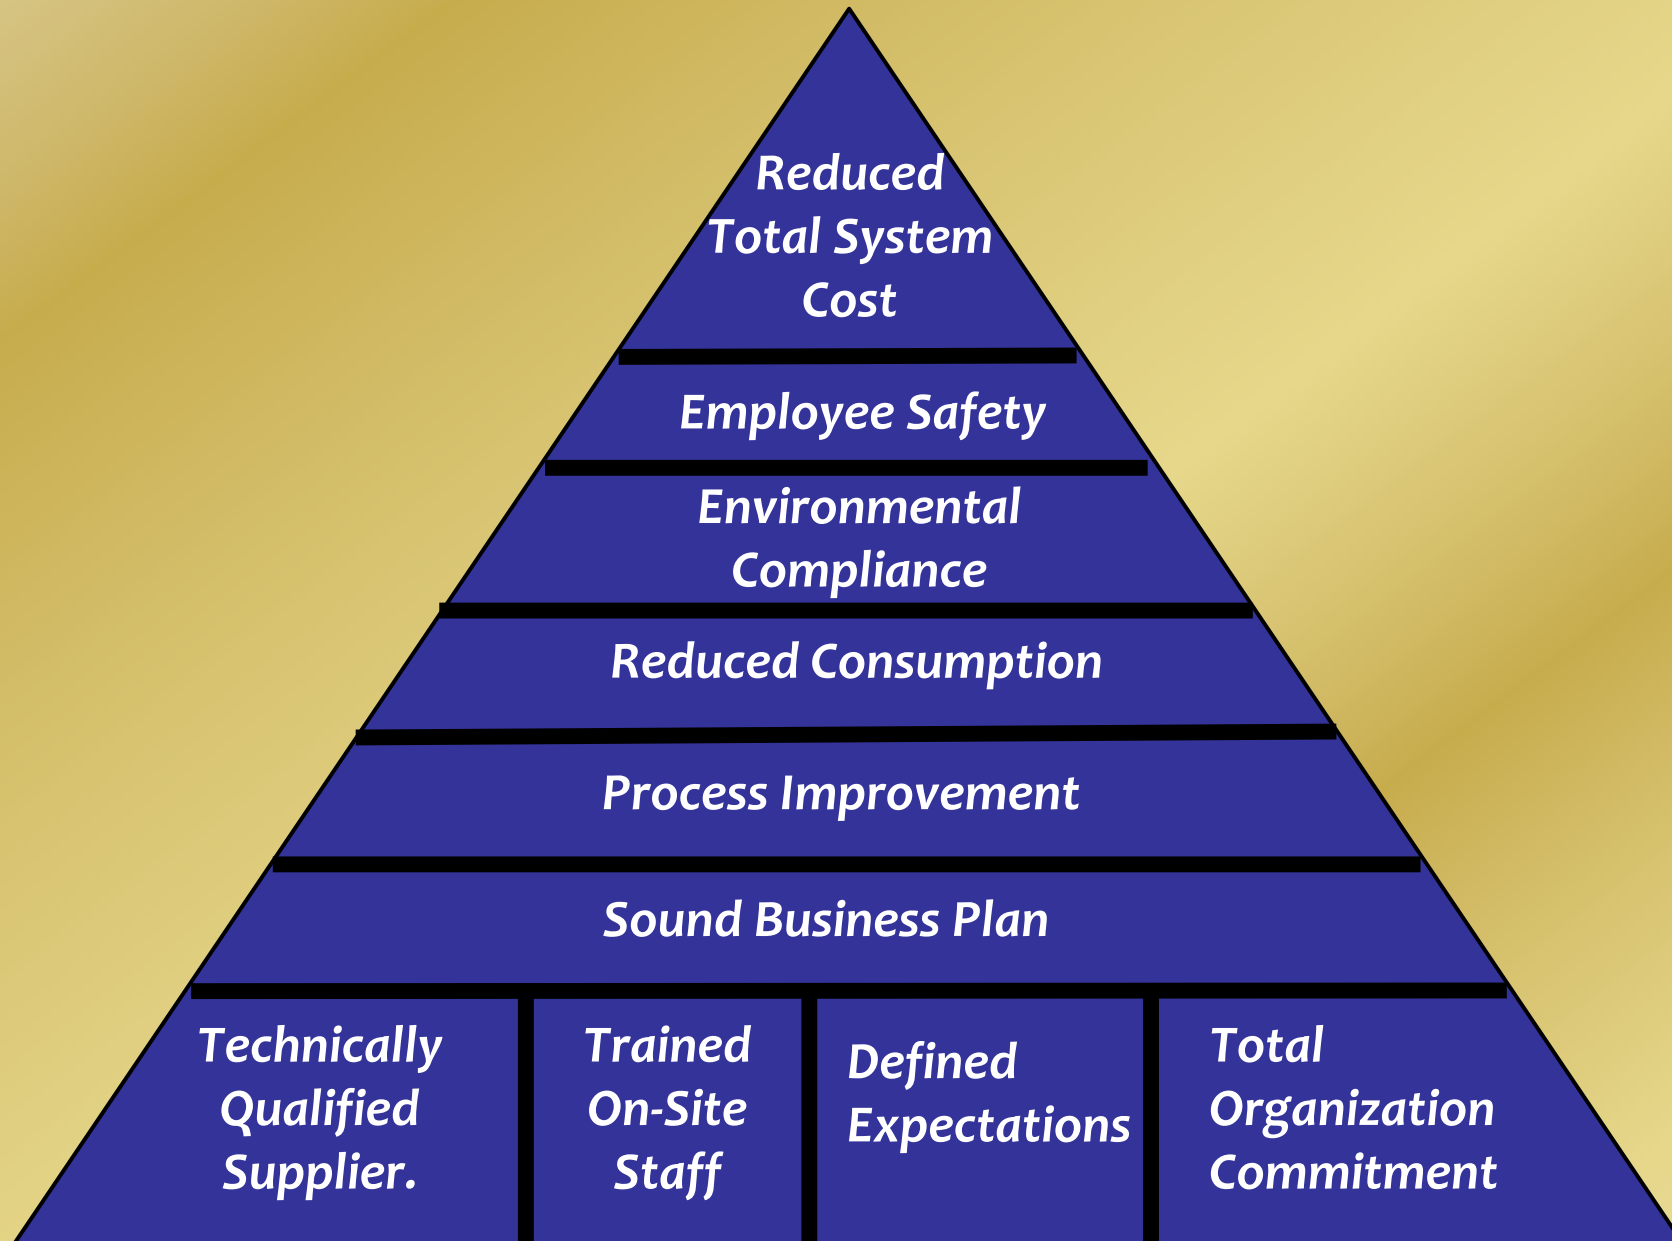 Reduced
Total System
Cost
Employee Safety
Environmental
Compliance
Reduced Consumption
Process Improvement
Sound Business Plan
Technically
Qualified
Supplier.
Trained
On-Site
Staff
Defined
Expectations
Total
Organization
Commitment